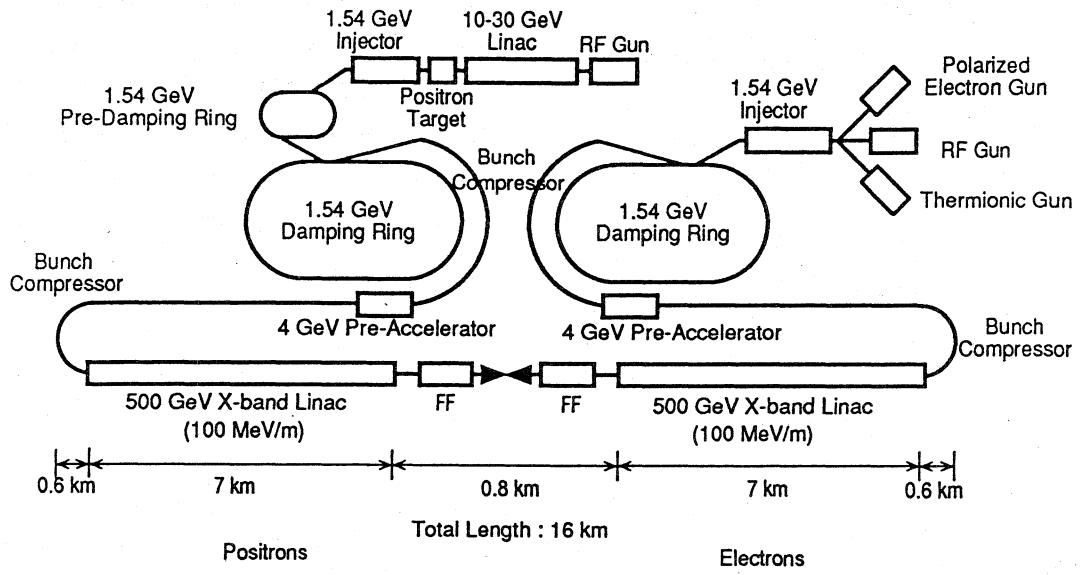 1.54 GeV
Injector
10-30 GeV
Linac
RF Gun
Positron
Target
1.54 GeV
Pre-Damping Ring
1.54 GeV
Injector
Polarized
Electron Gun
RF Gun
Thermionic Gun
Bunch
Compressor
1.54 GeV
Damping Ring
1.54 GeV
Damping Ring
Bunch
Compressor
4 GeV Pre-Accelerator
4 GeV Pre-Accelerator
Bunch
Compressor
500 GeV X-band Linac
(100 MeV/m)
FF
FF
500 GeV X-band Linac
(100 MeV/m)
0.6 km
7 km
0.8 km
7 km
0.6 km
Total Length : 16 km
Positrons
Electrons